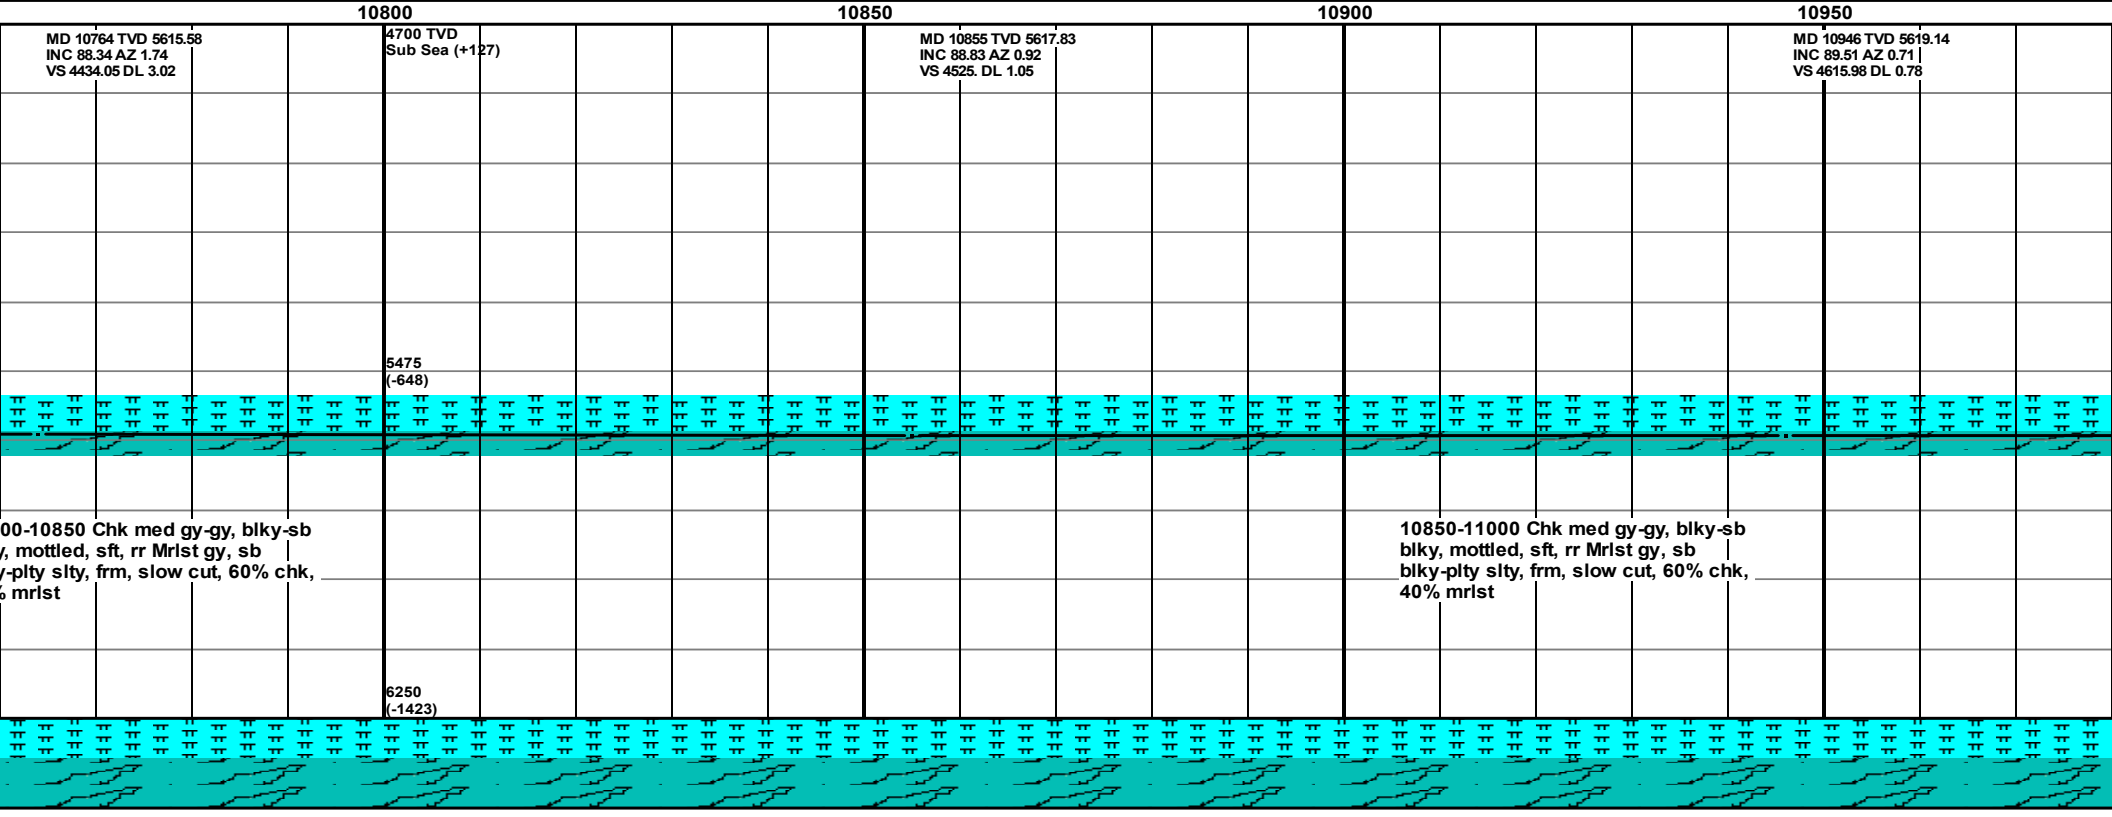 10800 10850 10900 10950
MD 10764 TVD 5615.58
INC 88.34 AZ 1.74
VS 4434.05 DL 3.02
4700 TVD
Sub Sea (+127)
MD 10855 TVD 5617.83
INC 88.83 AZ 0.92
VS 4525. DL 1.05
MD 10946 TVD 5619.14
INC 89.51 AZ 0.71
VS 4615.98 DL 0.78
5475
(-648)
00-10850 Chk med gy-gy, blky-sb
y, mottled, sft, rr Mrlst gy, sb
y-plty slty, frm, slow cut, 60% chk,
% mrlst
10850-11000 Chk med gy-gy, blky-sb
blky, mottled, sft, rr Mrlst gy, sb
blky-plty slty, frm, slow cut, 60% chk,
40% mrlst
6250
(-1423)